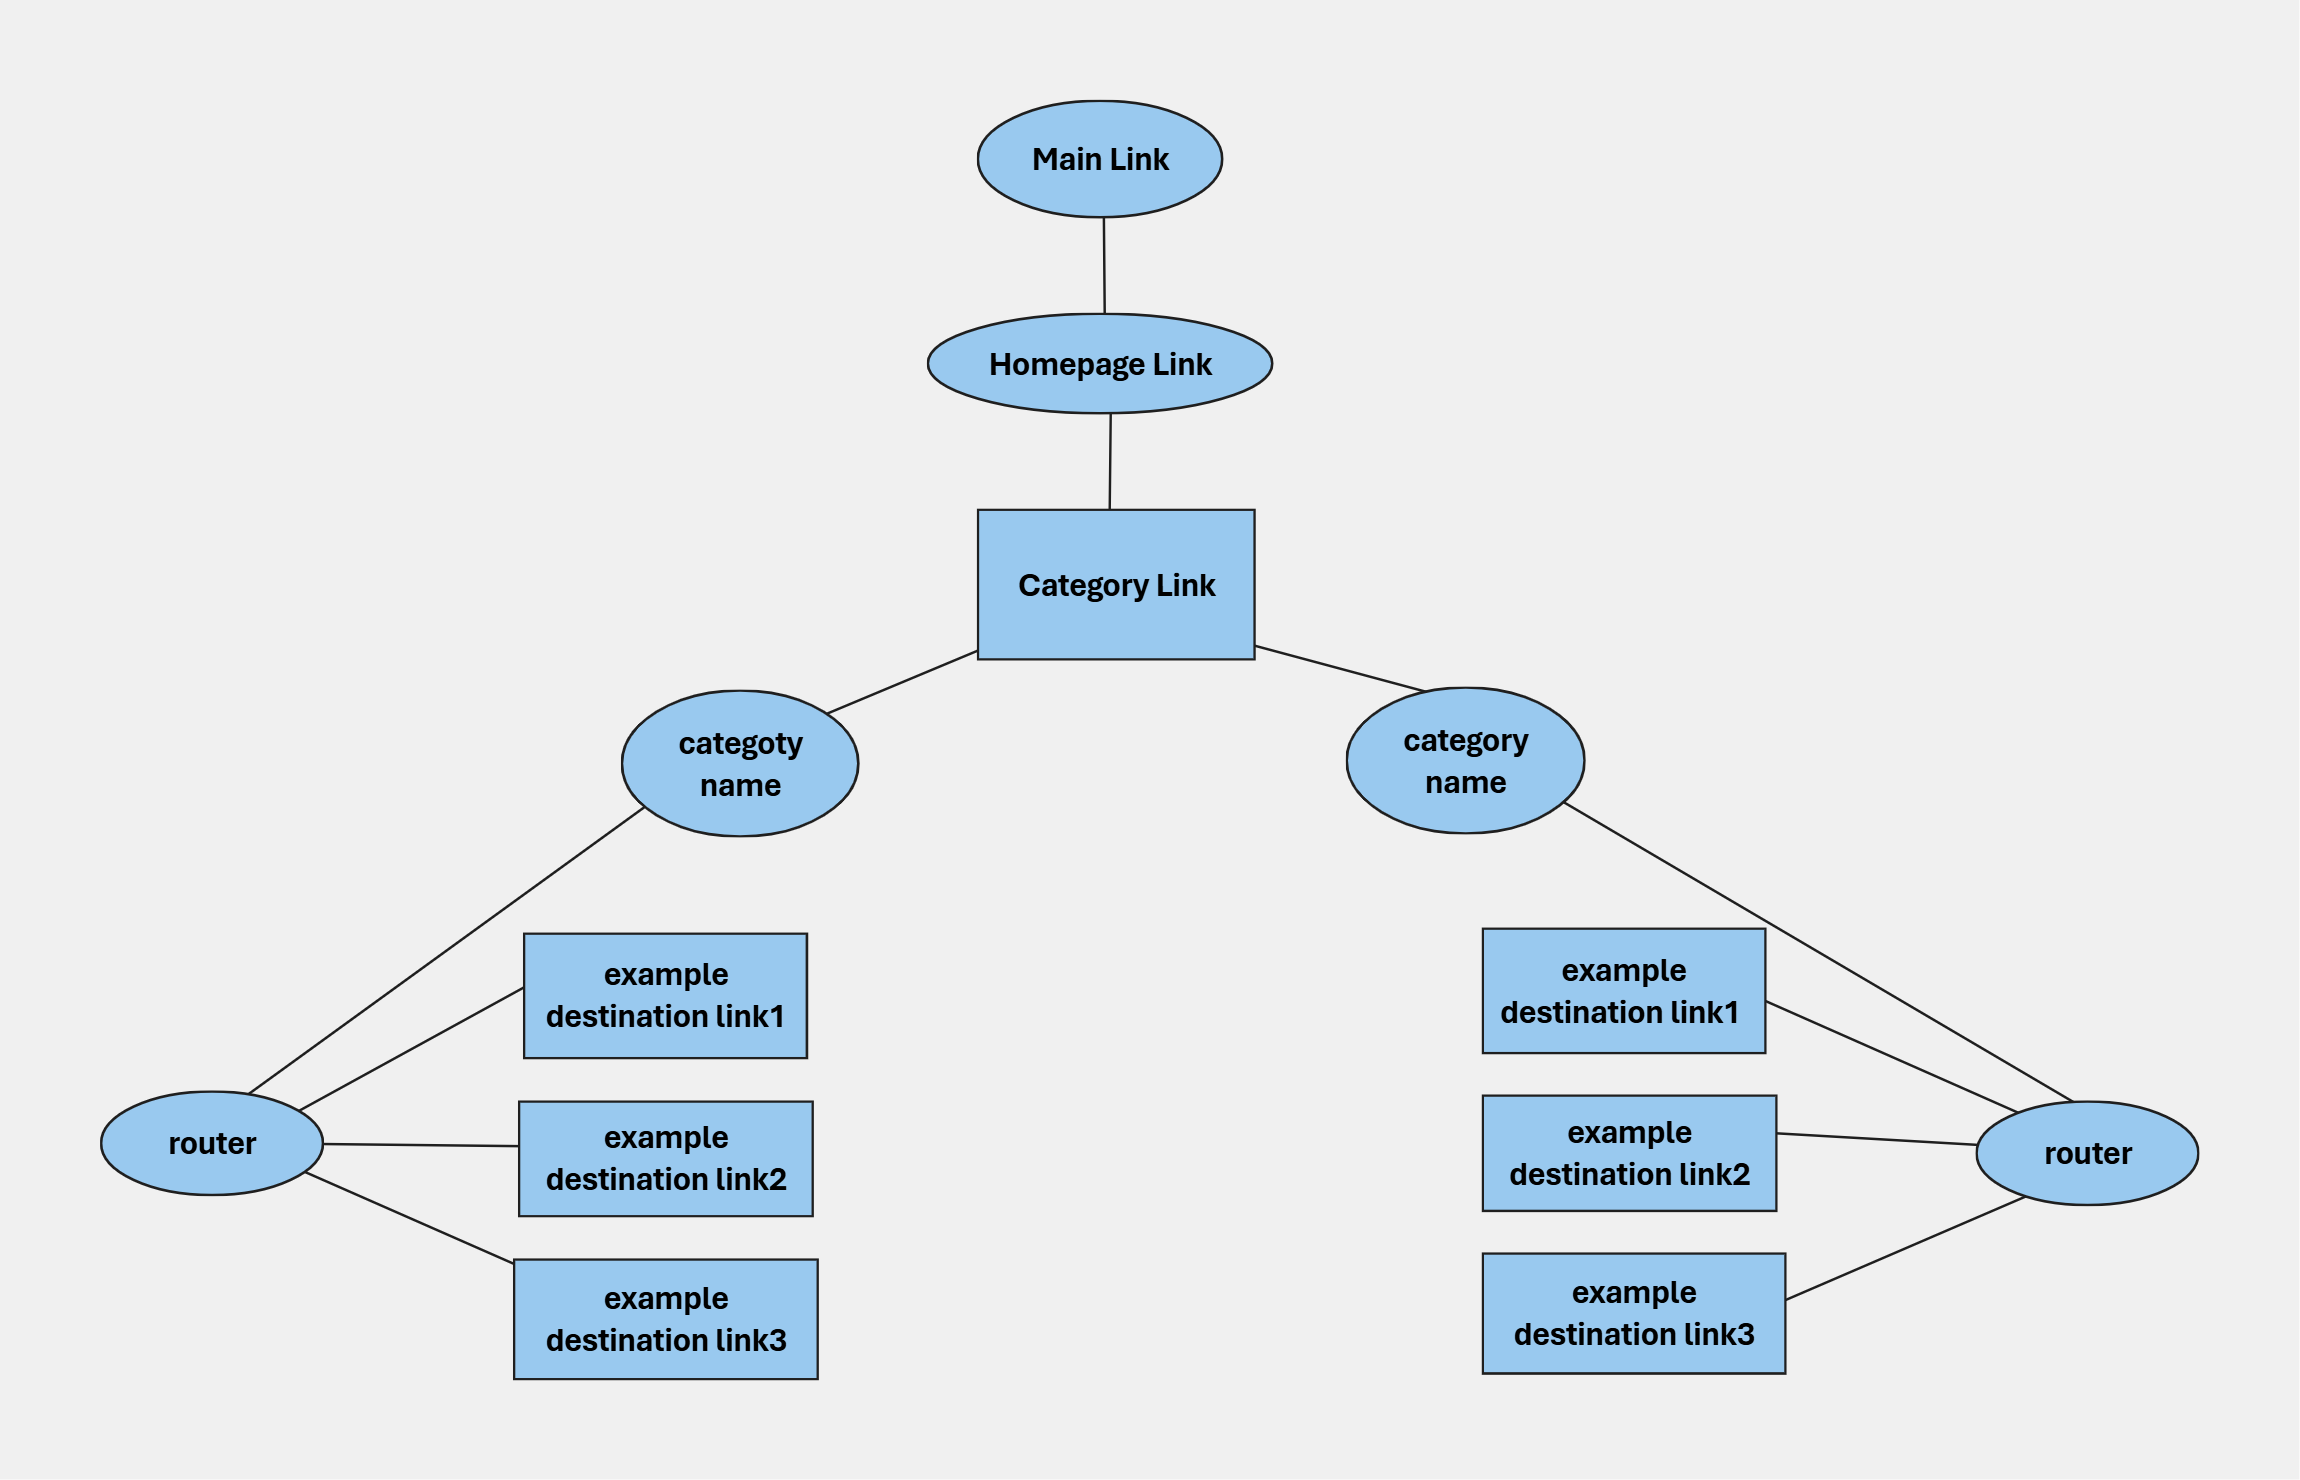 Main Link
Homepage Link
Category Link
categoty
name
category
name
example
destination link1
example
destination link2
example
destination link3
router
example
destination link1
example
destination link2
example
destination link3
router